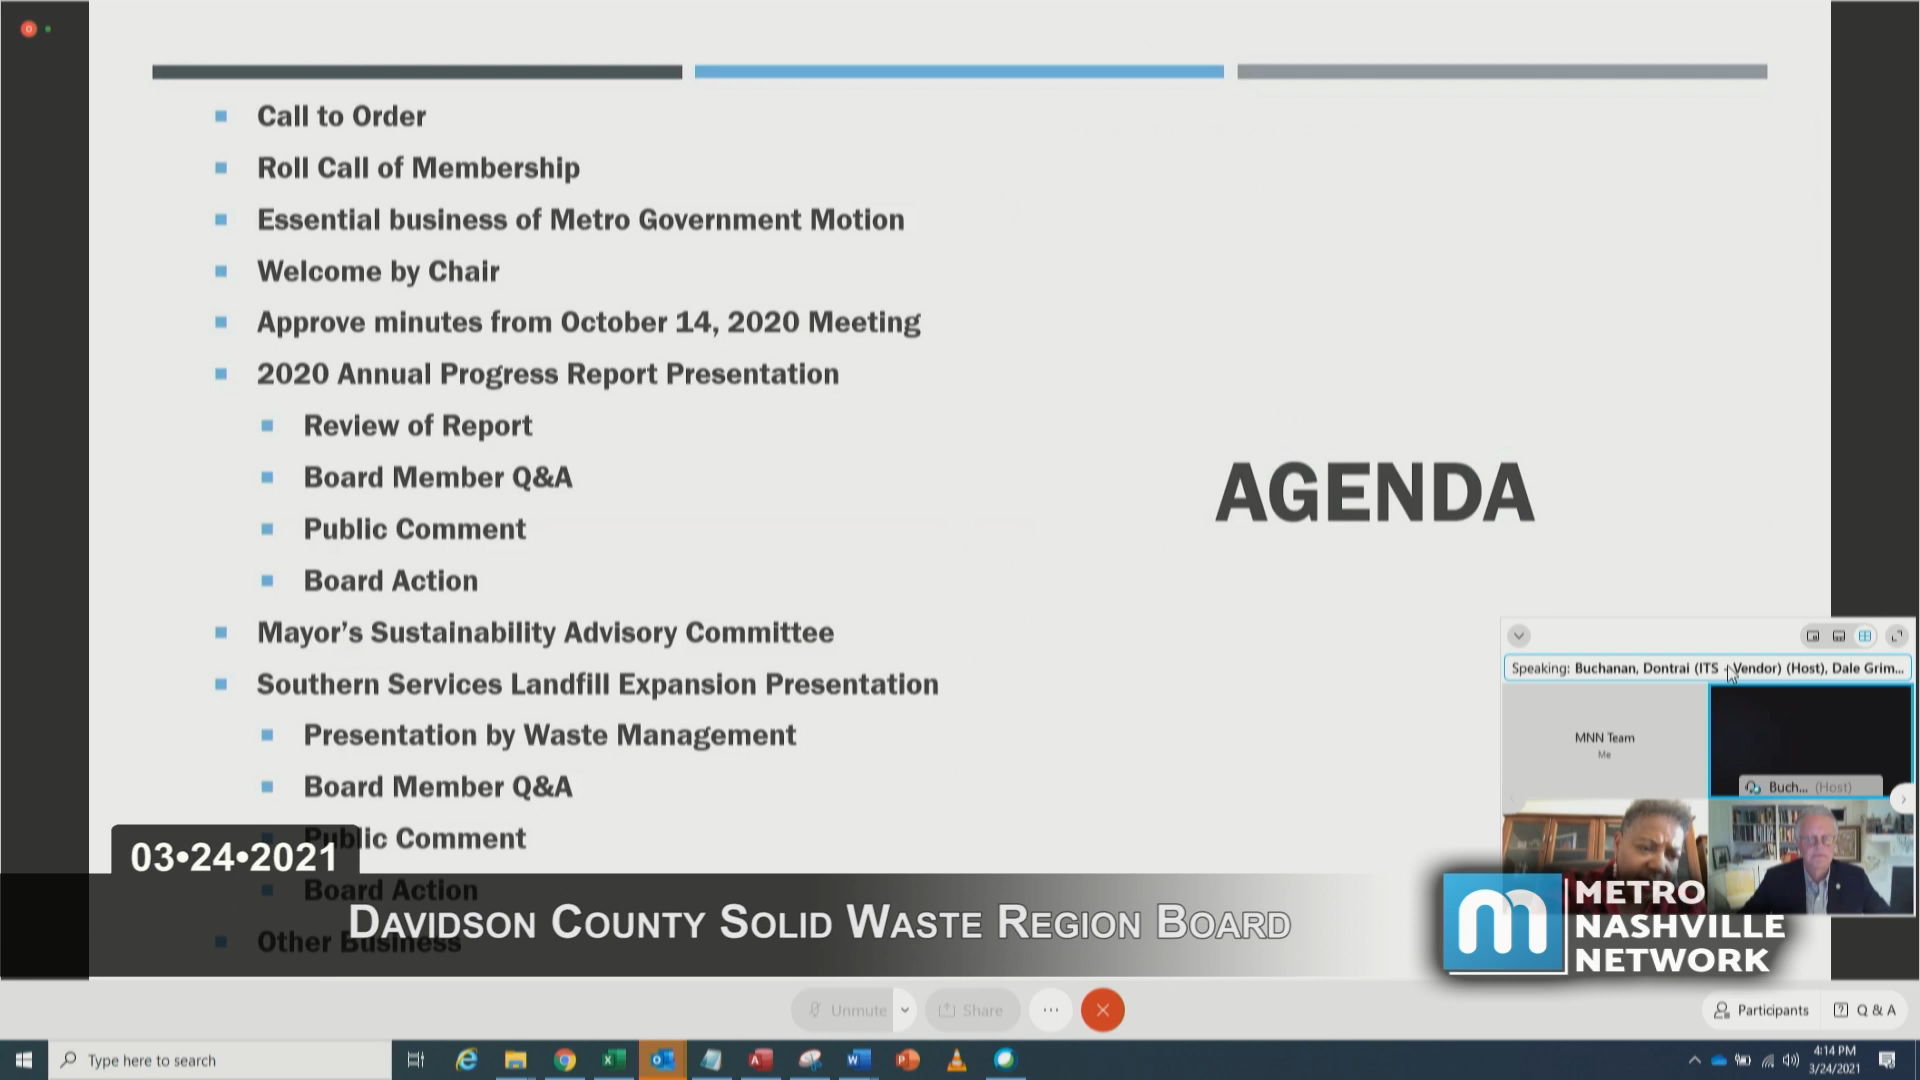 Call to Order
Roll Call of Membership
Essential business of Metro Government Motion
Welcome by Chair
Approve minutes from October 14, 2020 Meeting
2020 Annual Progress Report Presentation
Review of Report
Board Member Q&A
Public Comment
Board Action
Mayor's Sustainability Advisory Committee
Southern Services Landfill Expansion Presentation
Presentation by Waste Management
Board Member Q&A
Public Comment
Board Action
Other Business
AGENDA
Speaking: Buchanan, Dontrai (ITS - Vendor) (Host), Dale Grim...
MNN Team
Me
Buch... (Host)
03•24•2021
DAVIDSON COUNTY SOLID WASTE REGION BOARD
METRO
NASHVILLE
NETWORK
Unmute
Share
Participants
Q & A
Type here to search
4:14 PM
3/24/2021